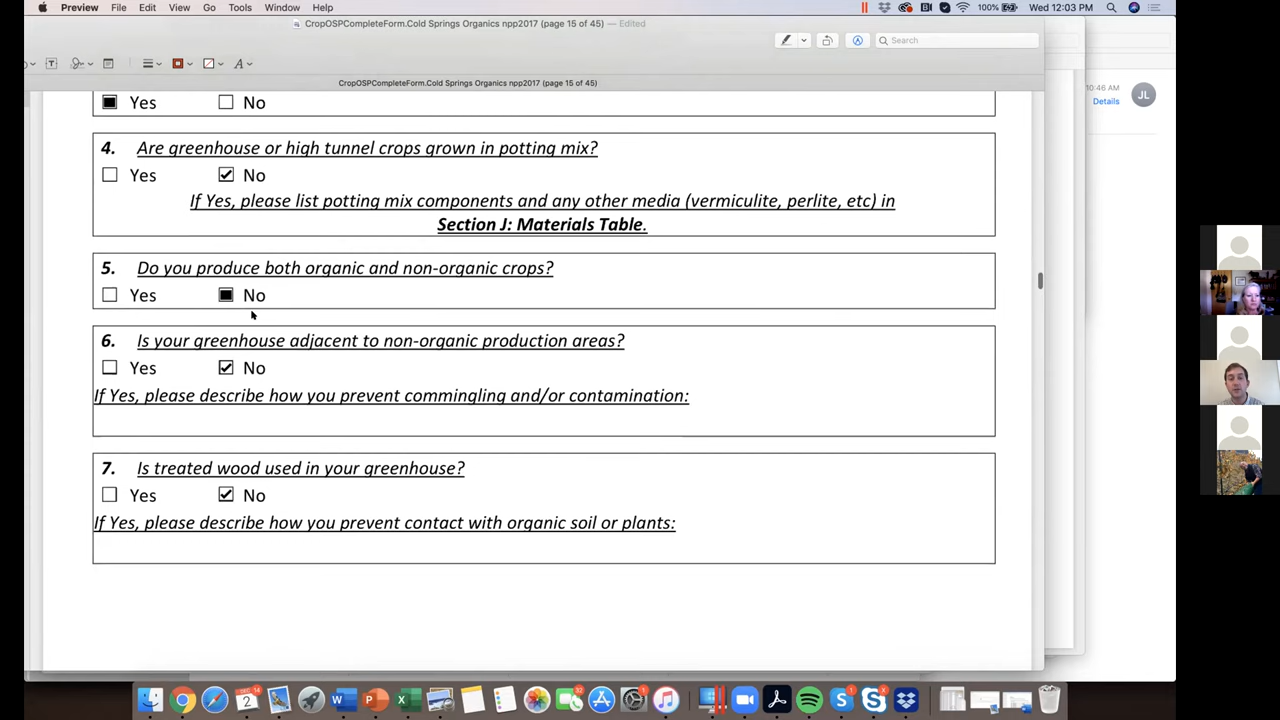 Preview File Edit View Go Tools Window Help
100% Wed 12:03 PM
CropOSPCompleteForm.Cold Springs Organics npp2017 (page 15 of 45) — Edited
Search
CropOSPCompleteForm.Cold Springs Organics npp2017 (page 15 of 45)
10:46 AM
JL
Details
Yes No
4. Are greenhouse or high tunnel crops grown in potting mix?
Yes No
If Yes, please list potting mix components and any other media (vermiculite, perlite, etc) in
Section J: Materials Table.
5. Do you produce both organic and non-organic crops?
Yes No
6. Is your greenhouse adjacent to non-organic production areas?
Yes No
If Yes, please describe how you prevent commingling and/or contamination:
7. Is treated wood used in your greenhouse?
Yes No
If Yes, please describe how you prevent contact with organic soil or plants: